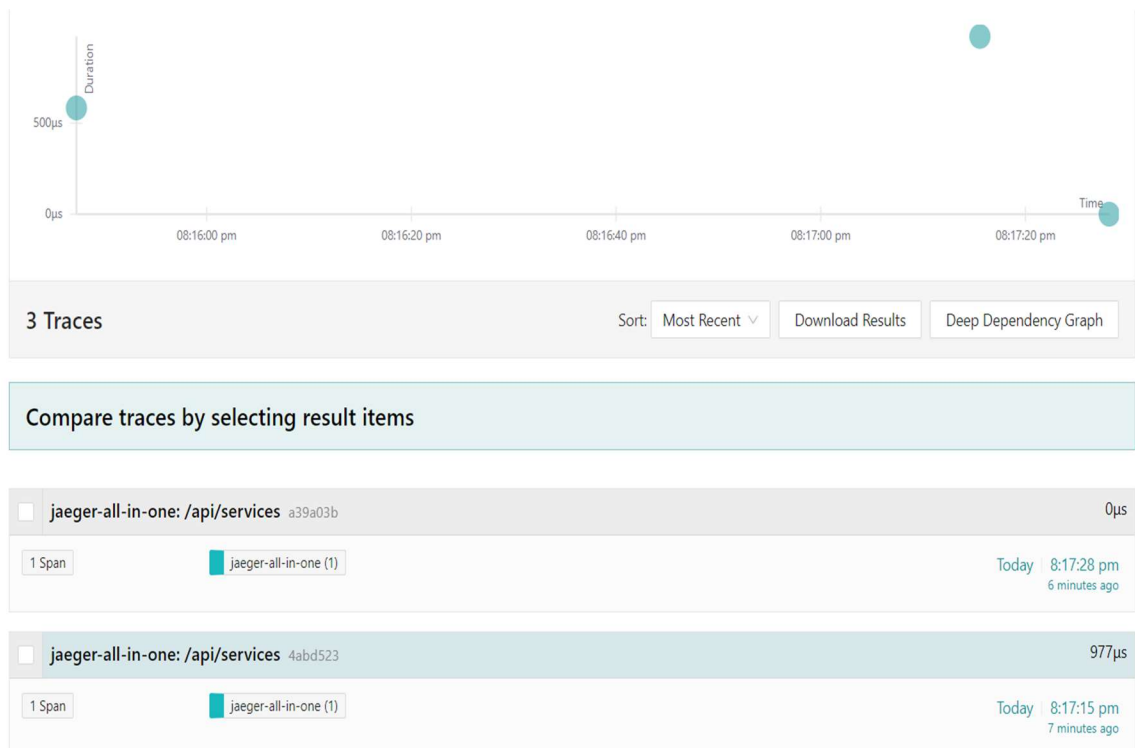 Duration
500μs
0μs
Time
08:16:00 pm 08:16:20 pm 08:16:40 pm 08:17:00 pm 08:17:20 pm
3 Traces Sort: Most Recent Download Results Deep Dependency Graph
Compare traces by selecting result items
jaeger-all-in-one: /api/services a39a03b 0μs
1 Span jaeger-all-in-one (1) Today 8:17:28 pm
6 minutes ago
jaeger-all-in-one: /api/services 4abd523 977μs
1 Span jaeger-all-in-one (1) Today 8:17:15 pm
7 minutes ago